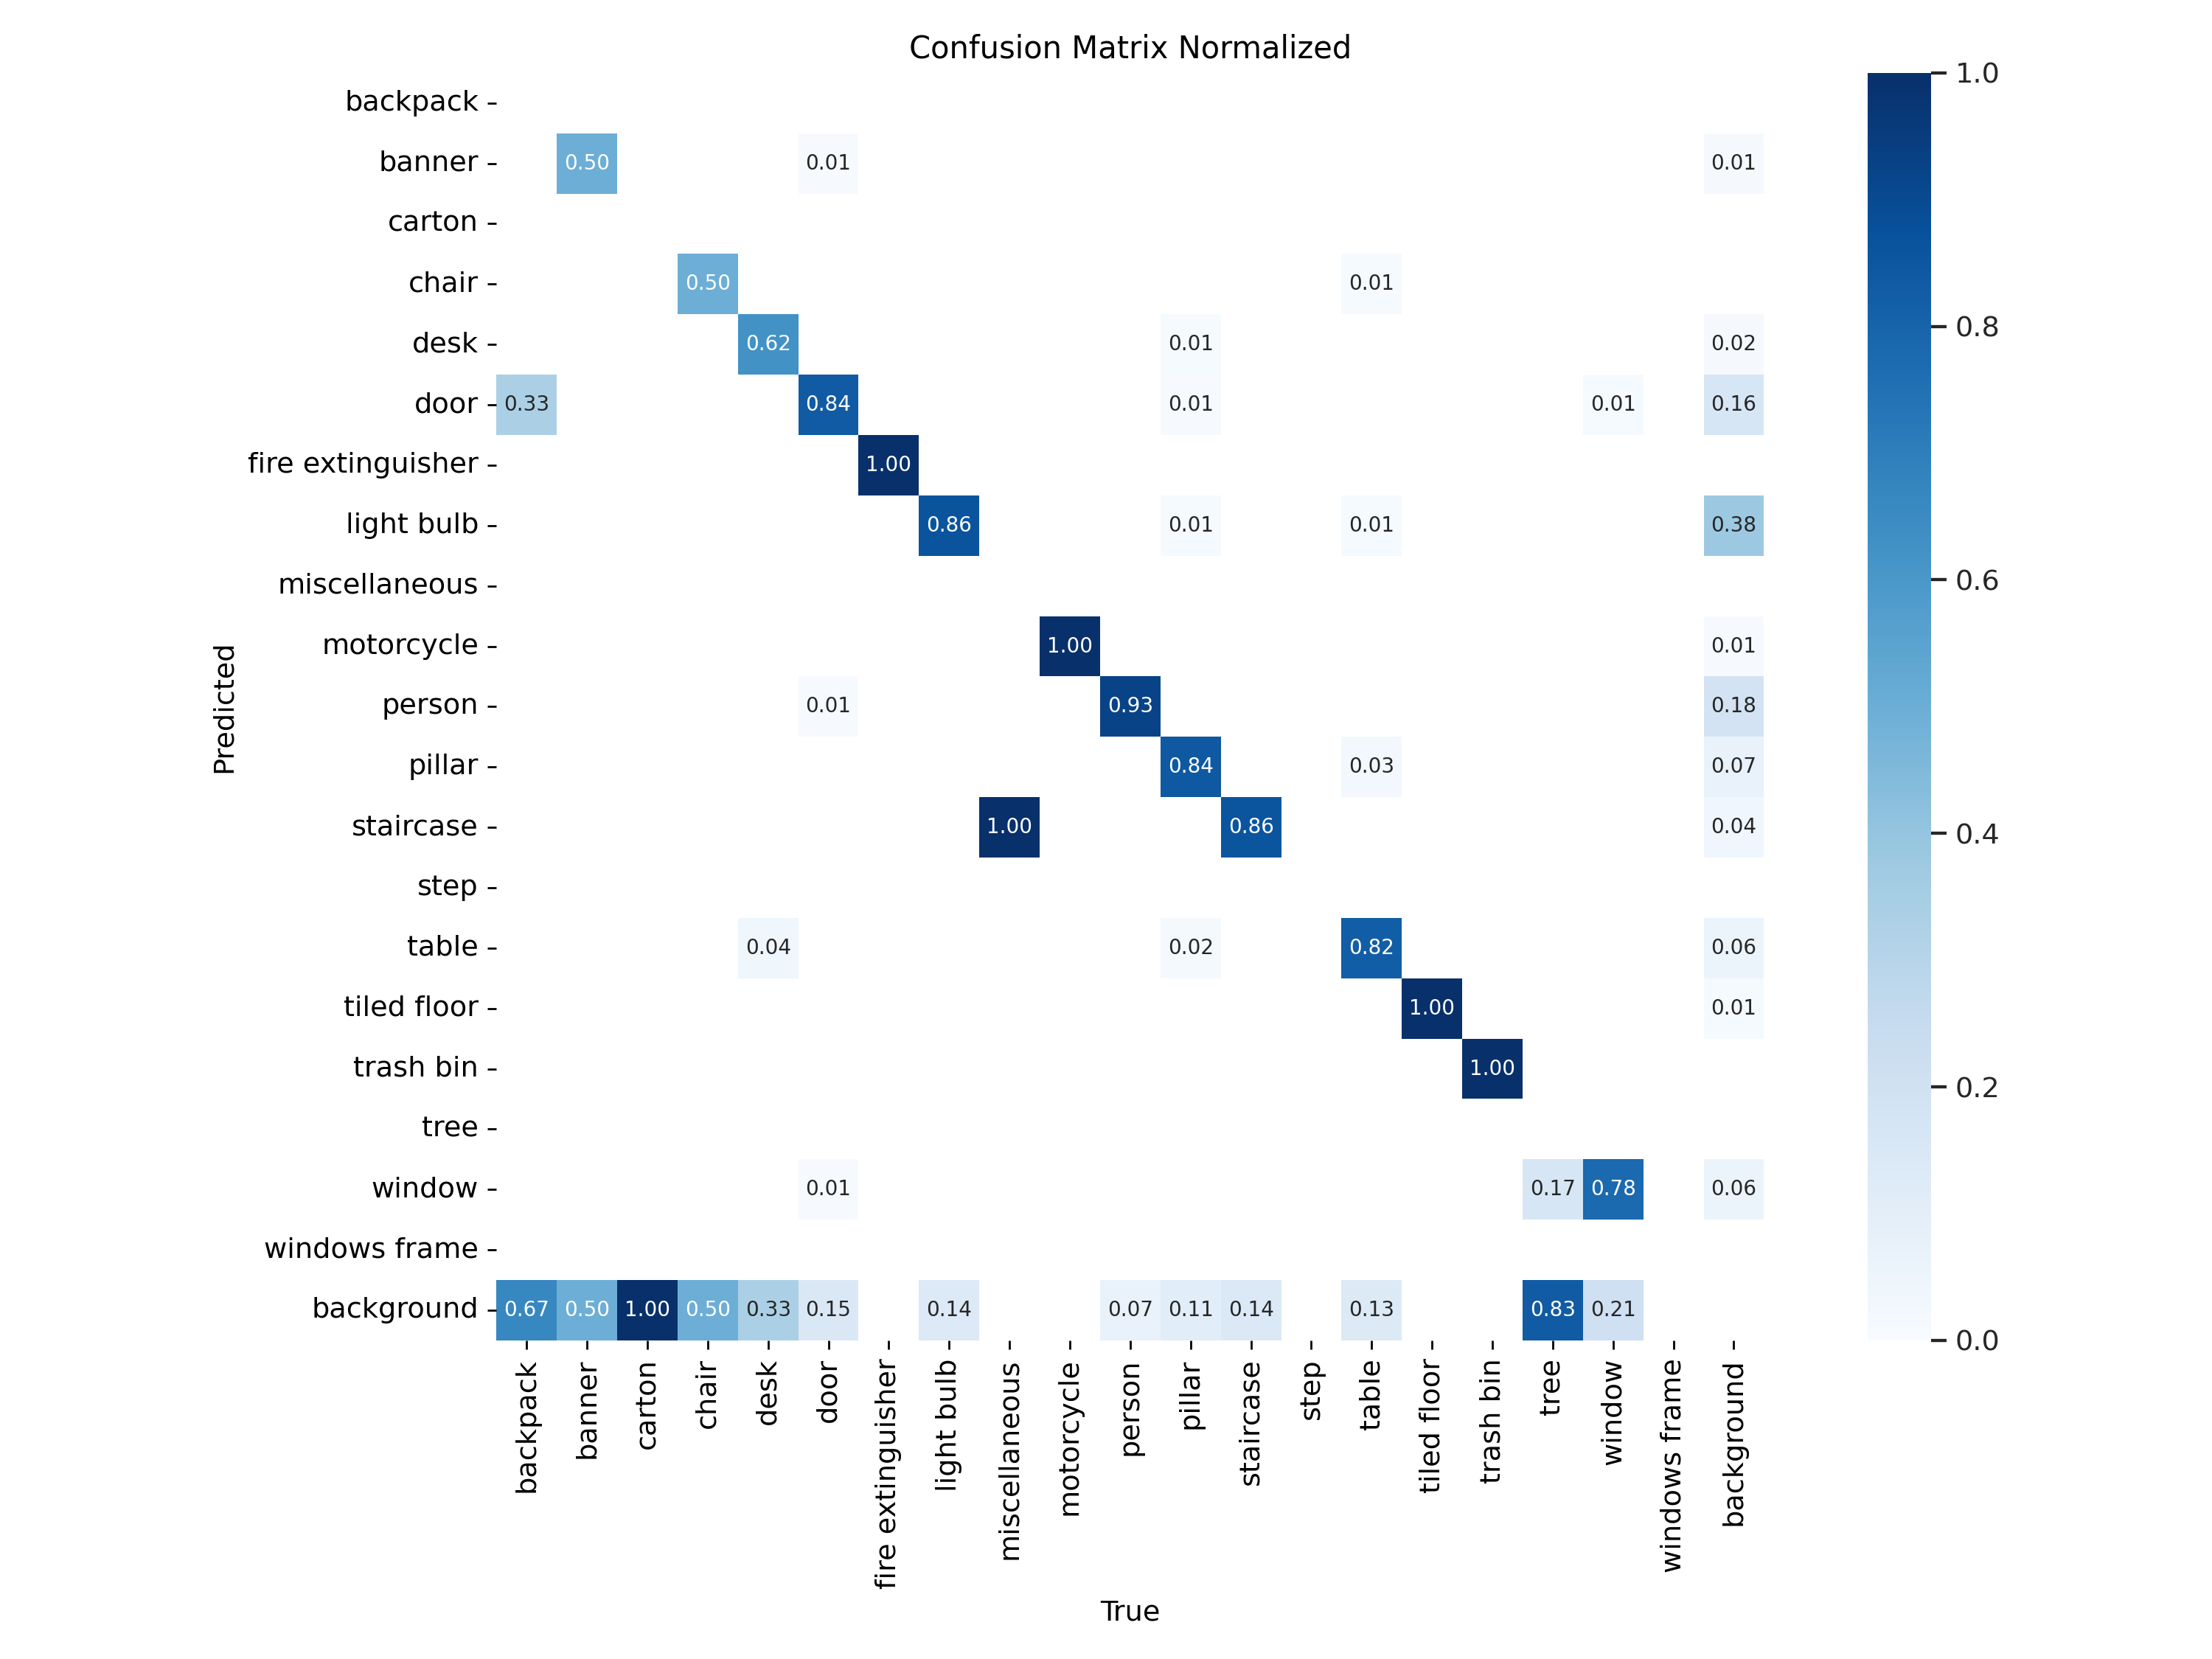 Confusion Matrix Normalized
backpack
banner 0.50 0.01 0.01
carton
chair 0.50 0.01
desk 0.62 0.01 0.02
door 0.33 0.84 0.01 0.01 0.16
fire extinguisher 1.00
light bulb 0.86 0.01 0.01 0.38
miscellaneous
motorcycle 1.00 0.01
person 0.01 0.93 0.18
pillar 0.84 0.03 0.07
staircase 1.00 0.86 0.04
step
table 0.04 0.02 0.82 0.06
tiled floor 1.00 0.01
trash bin 1.00
tree
window 0.01 0.17 0.78 0.06
windows frame
background 0.67 0.50 1.00 0.50 0.33 0.15 0.14 0.07 0.11 0.14 0.13 0.83 0.21
Predicted
backpack
banner
carton
chair
desk
door
fire extinguisher
light bulb
miscellaneous
motorcycle
person
pillar
staircase
step
table
tiled floor
trash bin
tree
window
windows frame
background
True
1.0
0.8
0.6
0.4
0.2
0.0